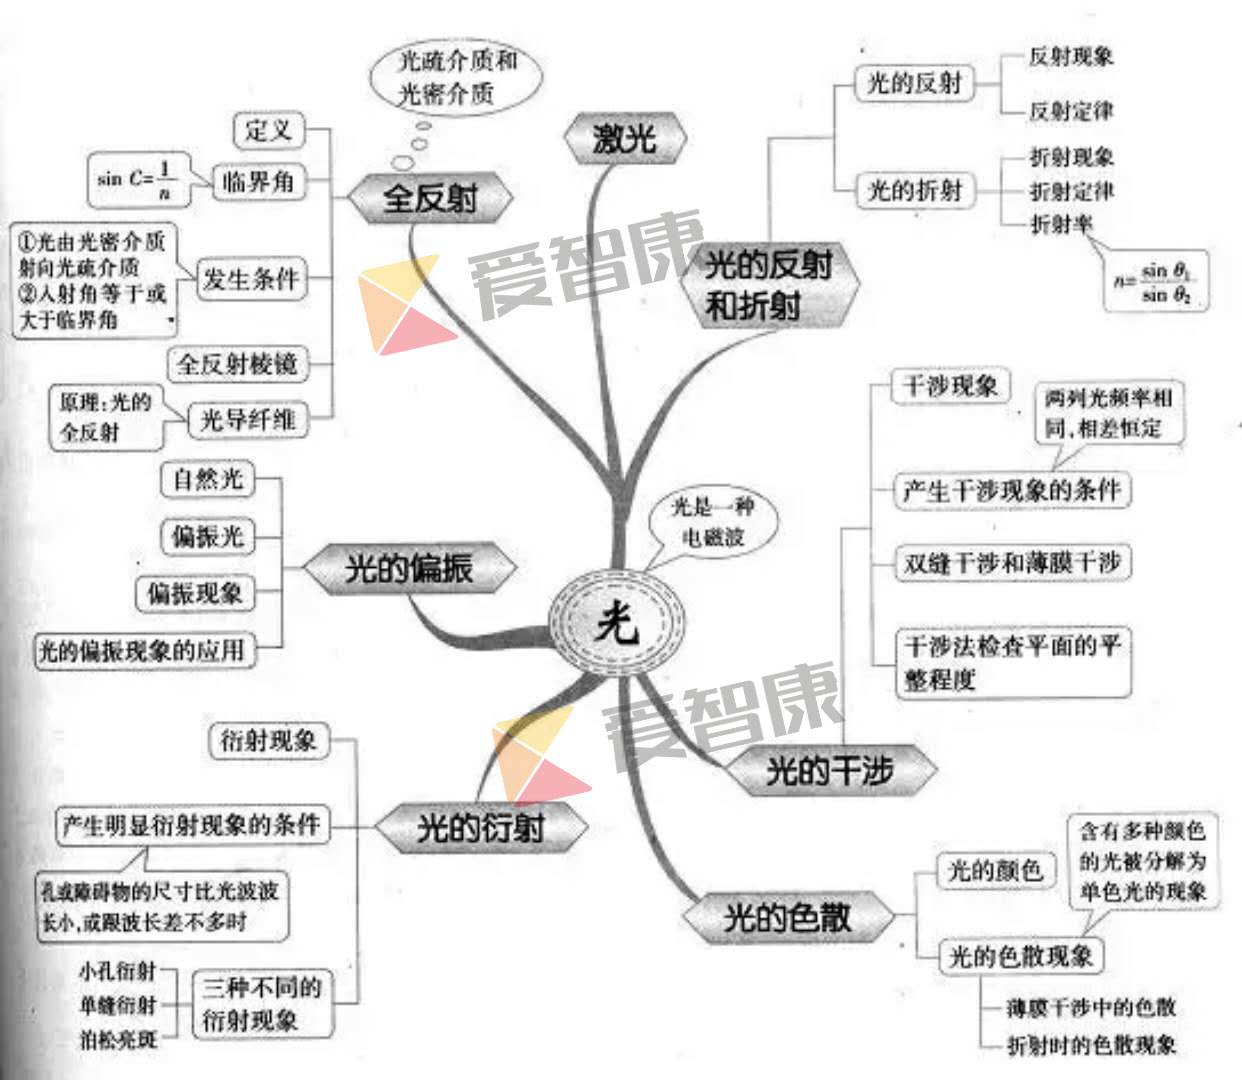 光疏介质和
光密介质
定义
sin C=1/n
临界角
全反射
①光由光密介质
射向光疏介质
②入射角等于或
大于临界角
发生条件
全反射棱镜
原理:光的
全反射
光导纤维
激光
光的反射
和折射
光的反射
反射现象
反射定律
光的折射
折射现象
折射定律
折射率
n=sin θ₁/sin θ₂
爱智康
自然光
偏振光
偏振现象
光的偏振现象的应用
光的偏振
光是一种
电磁波
光
干涉现象
两列光频率相
同,相差恒定
产生干涉现象的条件
双缝干涉和薄膜干涉
干涉法检查平面的平
整程度
光的干涉
爱智康
衍射现象
产生明显衍射现象的条件
孔或障碍物的尺寸比光波波
长小,或跟波长差不多时
光的衍射
三种不同的
衍射现象
小孔衍射
单缝衍射
泊松亮斑
光的色散
光的颜色
含有多种颜色
的光被分解为
单色光的现象
光的色散现象
薄膜干涉中的色散
折射时的色散现象